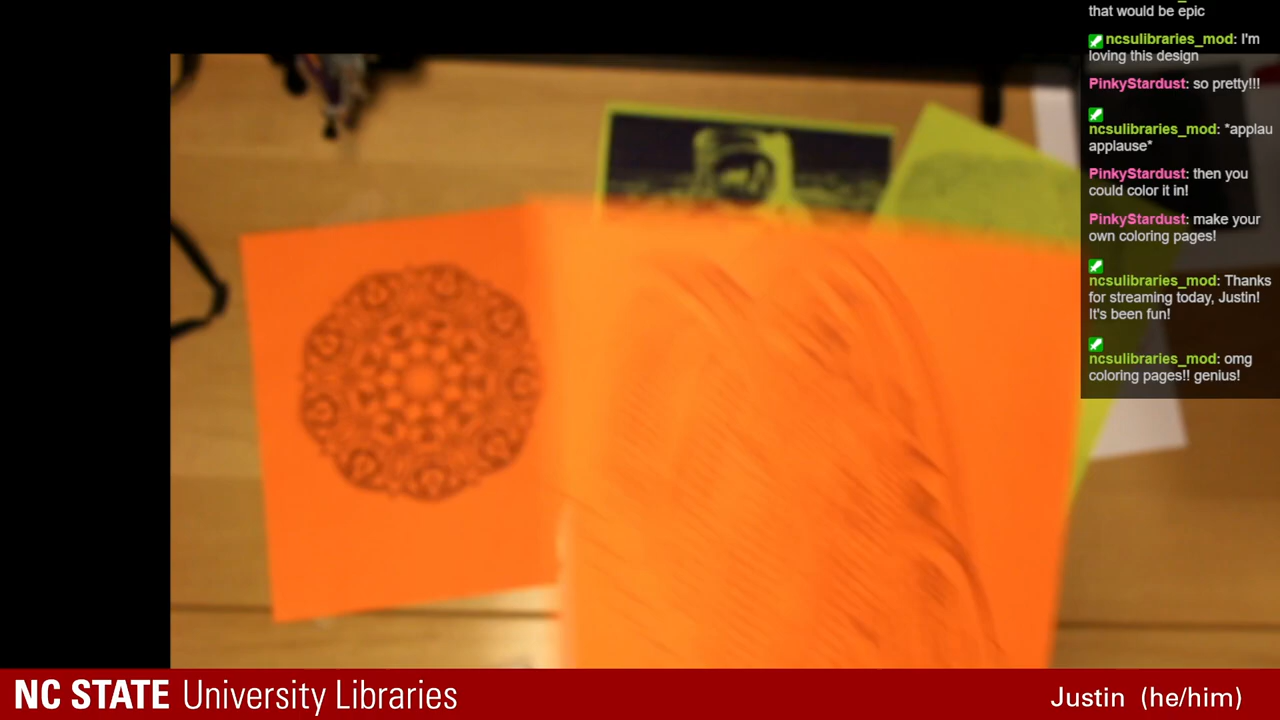 that would be epic
ncsulibraries_mod: I'm
loving this design
PinkyStardust: so pretty!!!
ncsulibraries_mod: *applau
applause*
PinkyStardust: then you
could color it in!
PinkyStardust: make your
own coloring pages!
ncsulibraries_mod: Thanks
for streaming today, Justin!
It's been fun!
ncsulibraries_mod: omg
coloring pages!! genius!
NC STATE University Libraries
Justin (he/him)